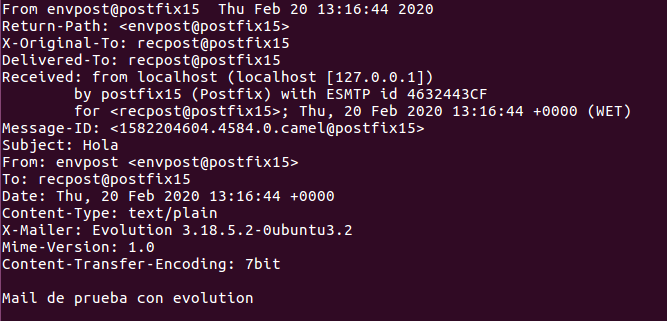 From envpost@postfix15  Thu Feb 20 13:16:44 2020
Return-Path: <envpost@postfix15>
X-Original-To: recpost@postfix15
Delivered-To: recpost@postfix15
Received: from localhost (localhost [127.0.0.1])
        by postfix15 (Postfix) with ESMTP id 4632443CF
        for <recpost@postfix15>; Thu, 20 Feb 2020 13:16:44 +0000 (WET)
Message-ID: <1582204604.4584.0.camel@postfix15>
Subject: Hola
From: envpost <envpost@postfix15>
To: recpost@postfix15
Date: Thu, 20 Feb 2020 13:16:44 +0000
Content-Type: text/plain
X-Mailer: Evolution 3.18.5.2-0ubuntu3.2
Mime-Version: 1.0
Content-Transfer-Encoding: 7bit

Mail de prueba con evolution